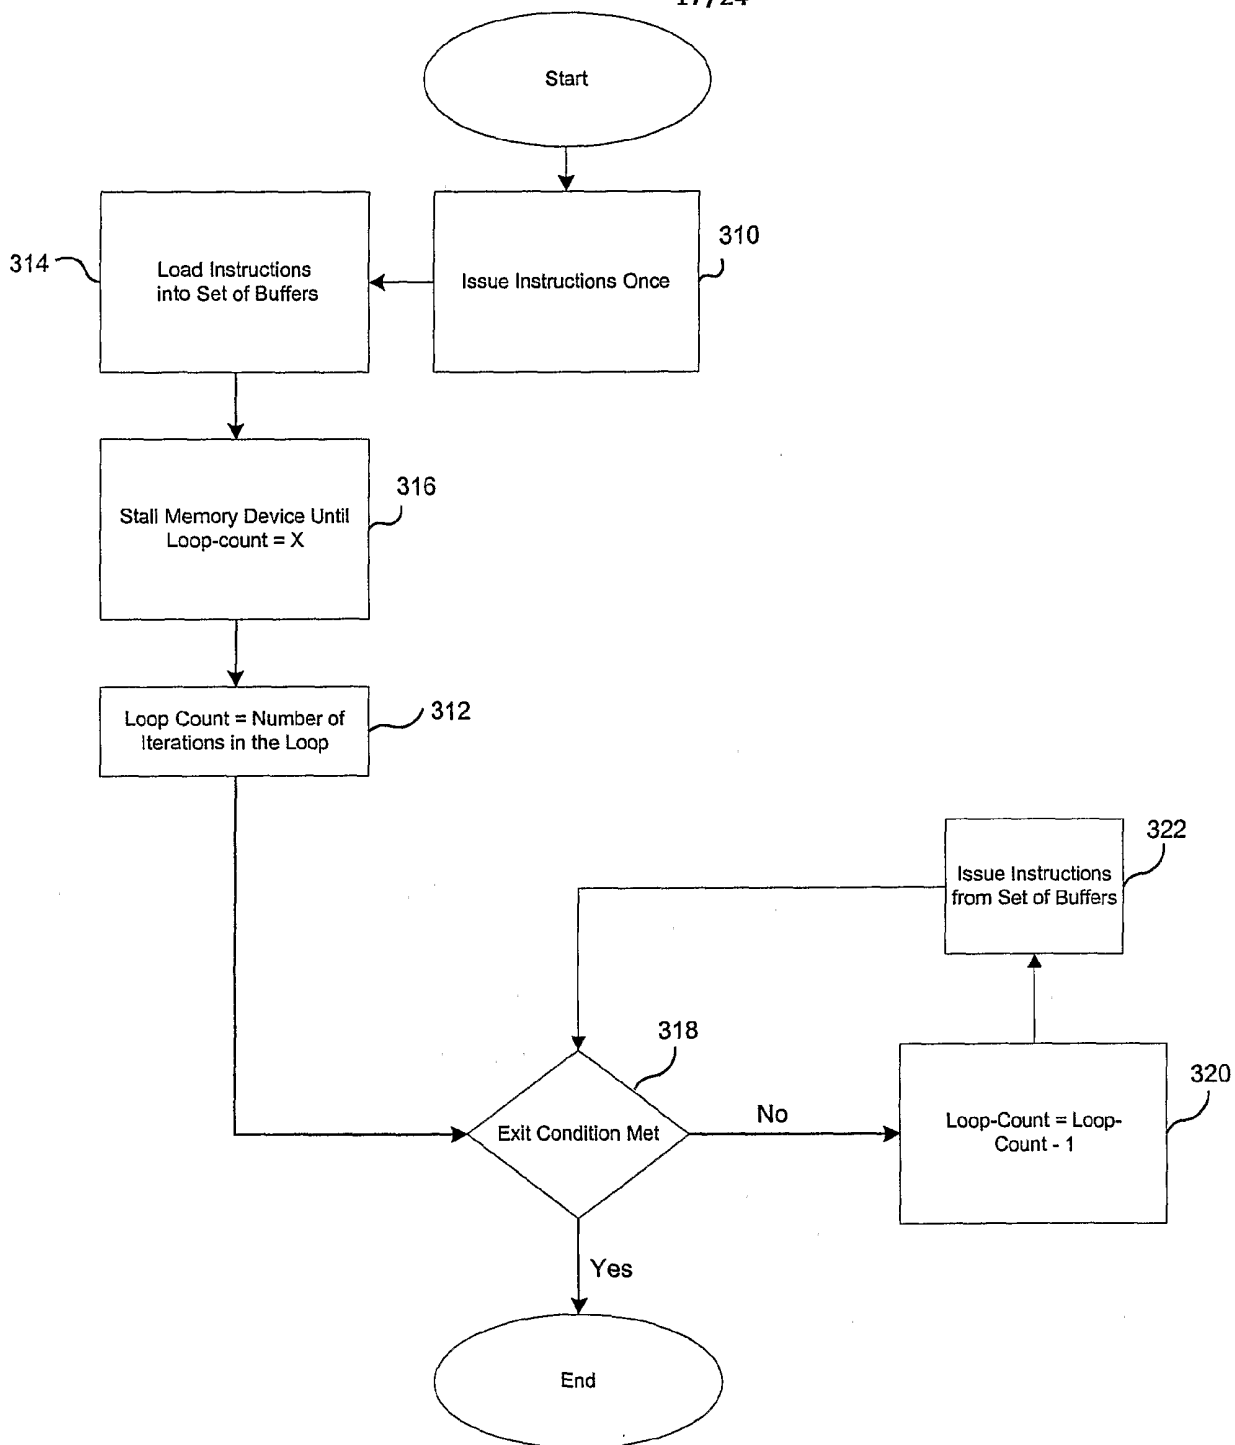 17/24
Start
310
314
Load Instructions
into Set of Buffers
Issue Instructions Once
316
Stall Memory Device Until
Loop-count = X
312
Loop Count = Number of
Iterations in the Loop
322
Issue Instructions
from Set of Buffers
318
320
Exit Condition Met
No
Loop-Count = Loop-
Count - 1
Yes
End